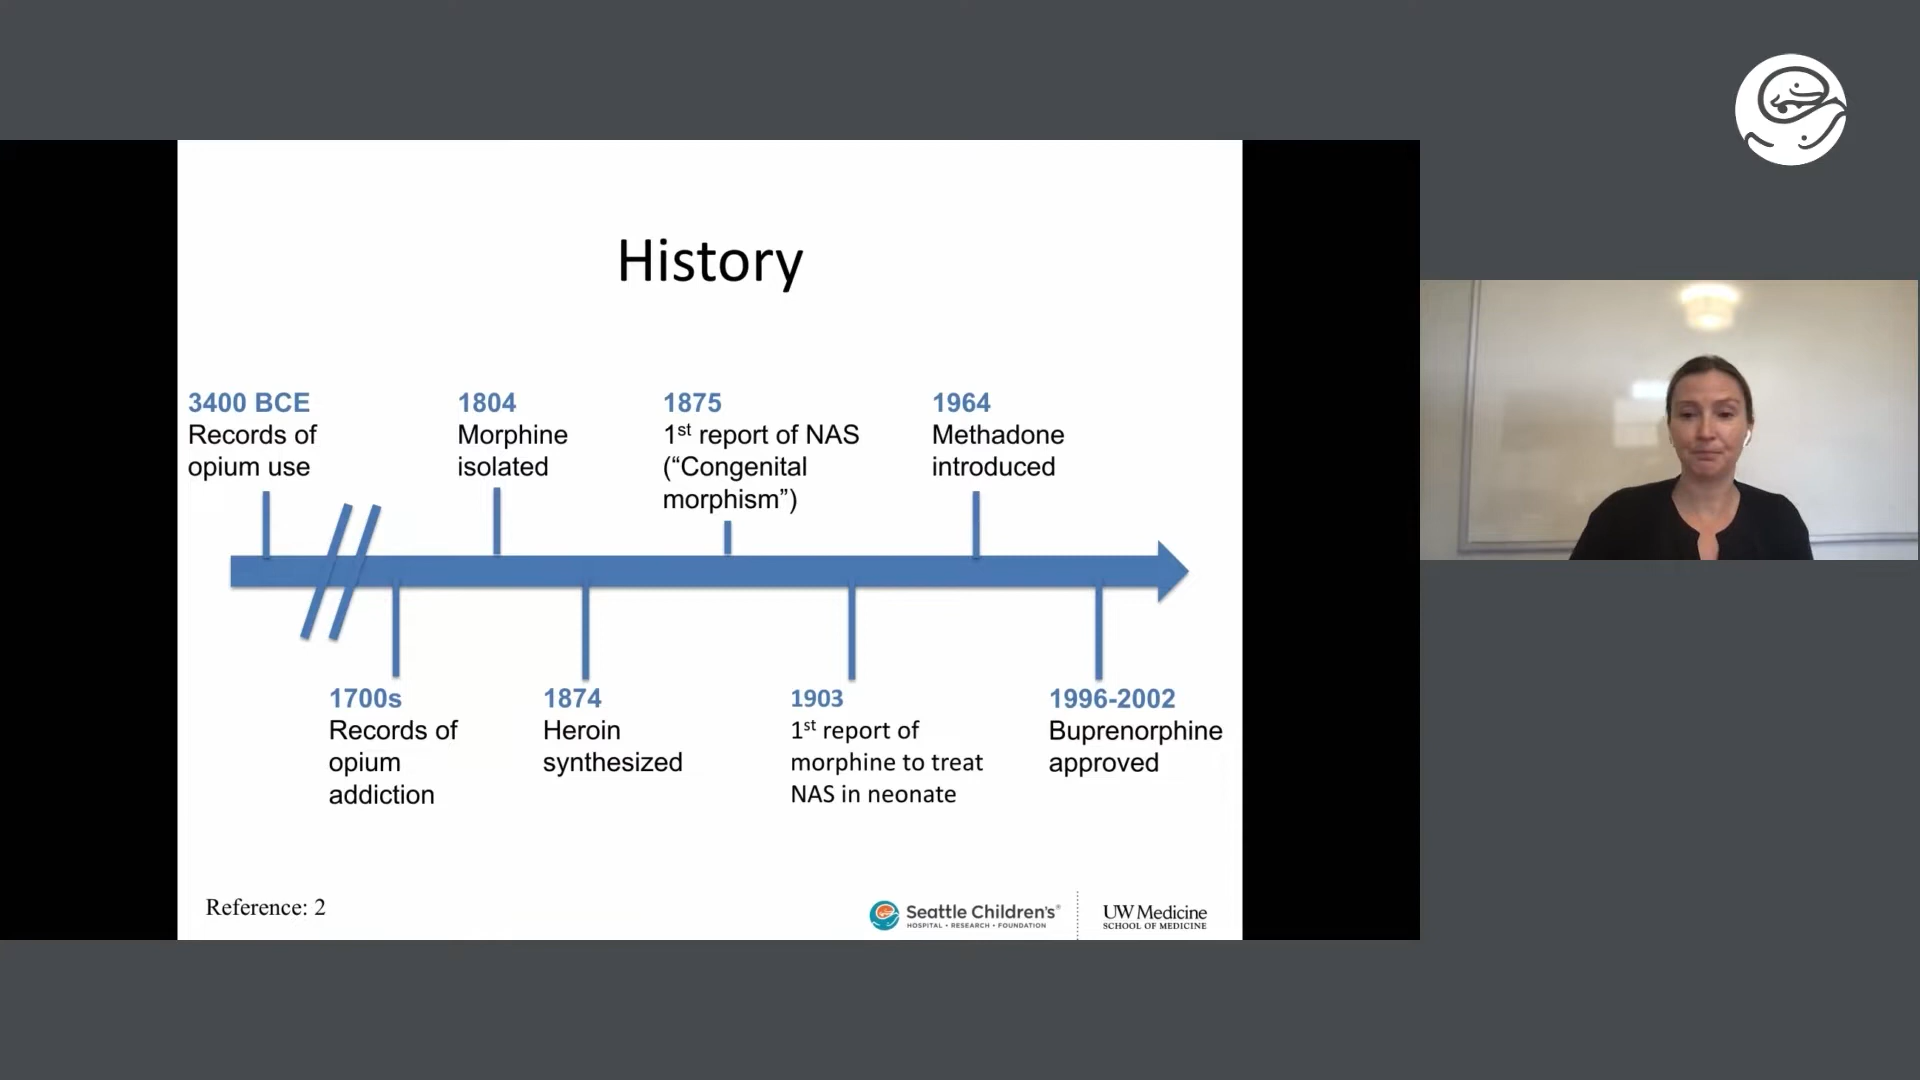 History
3400 BCE
Records of
opium use
1804
Morphine
isolated
1875
1st report of NAS
(“Congenital
morphism”)
1964
Methadone
introduced
1700s
Records of
opium
addiction
1874
Heroin
synthesized
1903
1st report of
morphine to treat
NAS in neonate
1996-2002
Buprenorphine
approved
Reference: 2
Seattle Children's®
HOSPITAL • RESEARCH • FOUNDATION
UW Medicine
SCHOOL OF MEDICINE